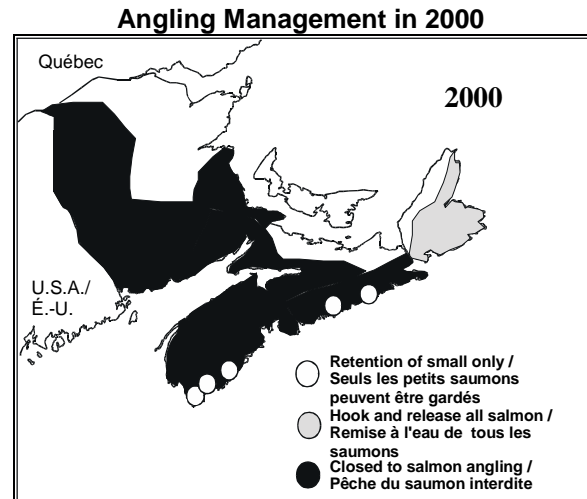 Angling Management in 2000
Québec
2000
U.S.A./
É.-U.
Retention of small only /
Seuls les petits saumons
peuvent être gardés
Hook and release all salmon /
Remise à l'eau de tous les
saumons
Closed to salmon angling /
Pêche du saumon interdite